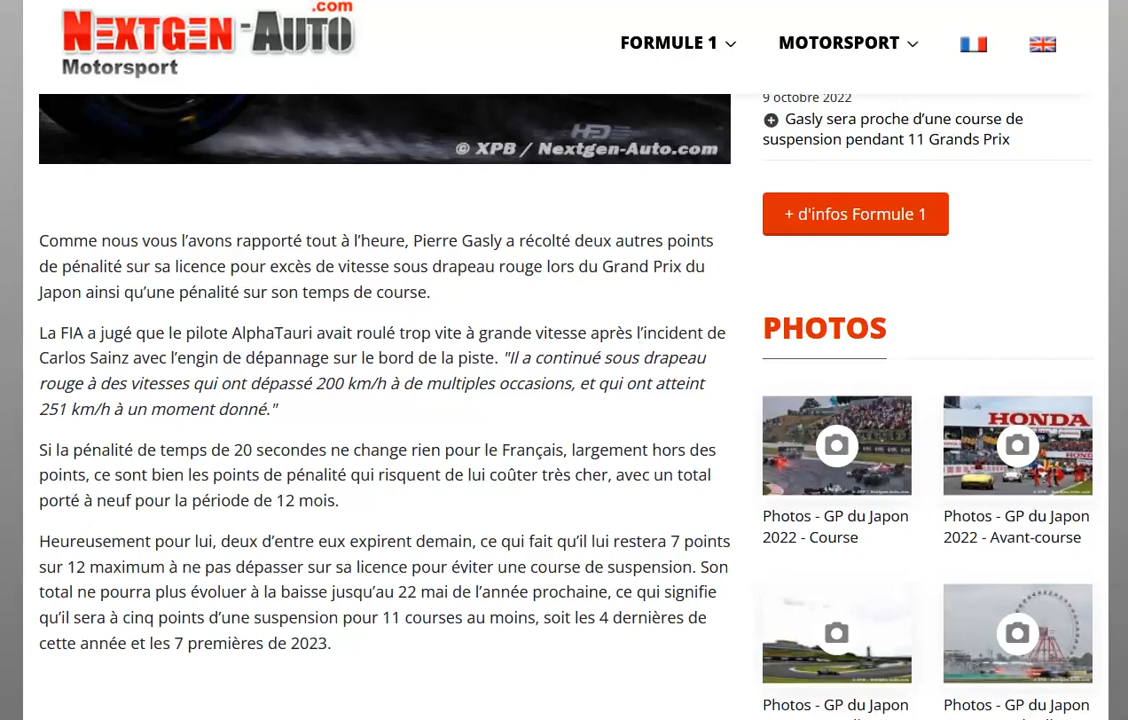 NEXTGEN-AUTO
.com
Motorsport
FORMULE 1
MOTORSPORT
© XPB / Nextgen-Auto.com
Comme nous vous l’avons rapporté tout à l’heure, Pierre Gasly a récolté deux autres points
de pénalité sur sa licence pour excès de vitesse sous drapeau rouge lors du Grand Prix du
Japon ainsi qu’une pénalité sur son temps de course.
La FIA a jugé que le pilote AlphaTauri avait roulé trop vite à grande vitesse après l’incident de
Carlos Sainz avec l’engin de dépannage sur le bord de la piste. "Il a continué sous drapeau
rouge à des vitesses qui ont dépassé 200 km/h à de multiples occasions, et qui ont atteint
251 km/h à un moment donné."
Si la pénalité de temps de 20 secondes ne change rien pour le Français, largement hors des
points, ce sont bien les points de pénalité qui risquent de lui coûter très cher, avec un total
porté à neuf pour la période de 12 mois.
Heureusement pour lui, deux d’entre eux expirent demain, ce qui fait qu’il lui restera 7 points
sur 12 maximum à ne pas dépasser sur sa licence pour éviter une course de suspension. Son
total ne pourra plus évoluer à la baisse jusqu’au 22 mai de l’année prochaine, ce qui signifie
qu’il sera à cinq points d’une suspension pour 11 courses au moins, soit les 4 dernières de
cette année et les 7 premières de 2023.
9 octobre 2022
Gasly sera proche d’une course de
suspension pendant 11 Grands Prix
+ d'infos Formule 1
PHOTOS
HONDA
Photos - GP du Japon
2022 - Course
Photos - GP du Japon
2022 - Avant-course
Photos - GP du Japon
Photos - GP du Japon